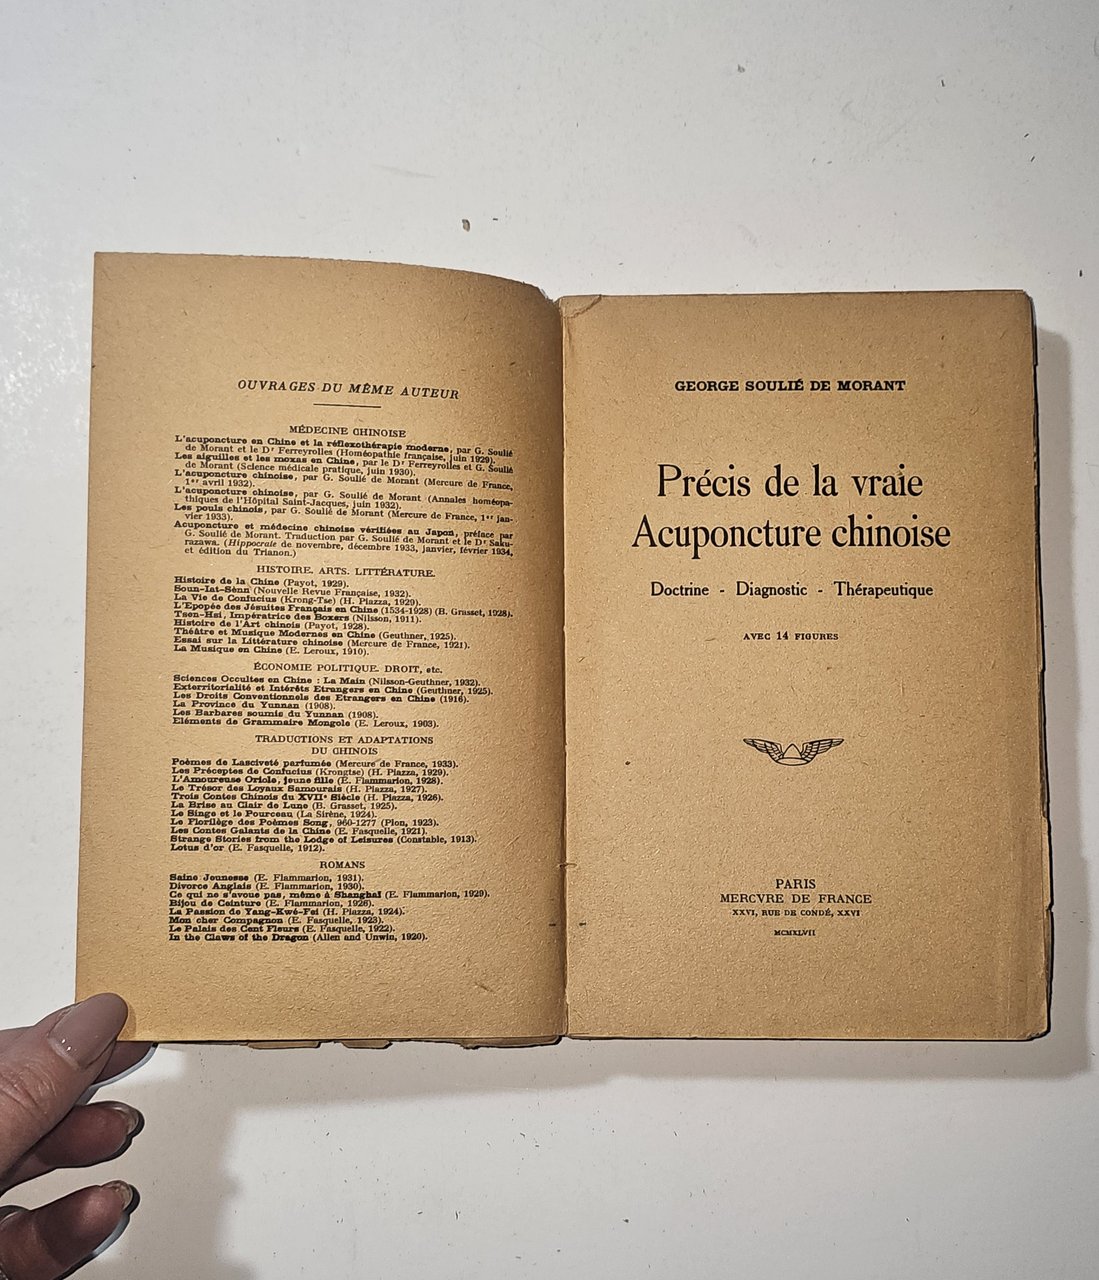 OUVRAGES DU MÊME AUTEUR
MÉDECINE CHINOISE
L'acuponcture en Chine et la réflexothérapie moderne, par G. Soulié
de Morant et le Dr Ferreyrolles (Homéopathie française, juin 1929).
Les aiguilles et les moxas en Chine, par le Dr Ferreyrolles et G. Soulié
de Morant (Science médicale pratique, juin 1930).
L'acuponcture chinoise, par G. Soulié de Morant (Mercure de France,
1er avril 1932).
L'acuponcture chinoise, par G. Soulié de Morant (Annales homéopa-
thiques de l'Hôpital Saint-Jacques, juin 1932).
Les pouls chinois, par G. Soulié de Morant (Mercure de France, 1er jan-
vier 1933).
Acuponcture et médecine chinoise vérifiées au Japon, préface par
G. Soulié de Morant. Traduction par G. Soulié de Morant et le Dr Saku-
razawa. (Hippocrate de novembre, décembre 1933, janvier, février 1934,
et édition du Trianon.)
HISTOIRE. ARTS. LITTÉRATURE.
Histoire de la Chine (Payot, 1929).
Soun-Iat-Sènn (Nouvelle Revue Française, 1932).
La Vie de Confucius (Krong-Tse) (H. Piazza, 1929).
L'Epopée des Jésuites Français en Chine (1534-1928) (B. Grasset, 1928).
Tsen-Hsi, Impératrice des Boxers (Nilsson, 1911).
Histoire de l'Art chinois (Payot, 1928).
Théâtre et Musique Modernes en Chine (Geuthner, 1925).
Essai sur la Littérature chinoise (Mercure de France, 1921).
La Musique en Chine (E. Leroux, 1910).
ÉCONOMIE POLITIQUE. DROIT, etc.
Sciences Occultes en Chine : La Main (Nilsson-Geuthner, 1932).
Exterritorialité et Intérêts Etrangers en Chine (Geuthner, 1925).
Les Droits Conventionnels des Etrangers en Chine (1916).
La Province du Yunnan (1908).
Les Barbares soumis du Yunnan (1908).
Eléments de Grammaire Mongole (E. Leroux, 1903).
TRADUCTIONS ET ADAPTATIONS
DU CHINOIS
Poèmes de Lasciveté parfumée (Mercure de France, 1933).
Les Préceptes de Confucius (Krongtse) (H. Piazza, 1929).
L'Amoureuse Oriole, jeune fille (E. Flammarion, 1928).
Le Trésor des Loyaux Samourais (H. Piazza, 1927).
Trois Contes Chinois du XVIIe Siècle (H. Piazza, 1926).
La Brise au Clair de Lune (B. Grasset, 1925).
Le Singe et le Pourceau (La Sirène, 1924).
Le Florilège des Poèmes Song, 960-1277 (Plon, 1923).
Les Contes Galants de la Chine (E. Fasquelle, 1921).
Strange Stories from the Lodge of Leisures (Constable, 1913).
Lotus d'or (E. Fasquelle, 1912).
ROMANS
Saine Jeunesse (E. Flammarion, 1931).
Divorce Anglais (E. Flammarion, 1930).
Ce qui ne s'avoue pas, même à Shanghaï (E. Flammarion, 1929).
Bijou de Ceinture (E. Flammarion, 1926).
La Passion de Yang-Kwé-Fei (H. Piazza, 1924).
Mon cher Compagnon (E. Fasquelle, 1923).
Le Palais des Cent Fleurs (E. Fasquelle, 1922).
In the Claws of the Dragon (Allen and Unwin, 1920).
GEORGE SOULIÉ DE MORANT
Précis de la vraie
Acuponcture chinoise
Doctrine - Diagnostic - Thérapeutique
AVEC 14 FIGURES
PARIS
MERCVRE DE FRANCE
XXVI, RUE DE CONDÉ, XXVI
MCMXLVII